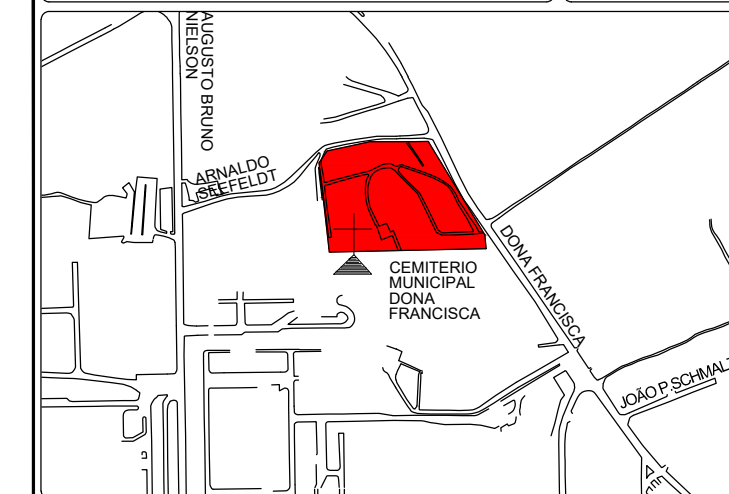 AUGUSTO BRUNO
NIELSON
ARNALDO
SEEFELDT
CEMITERIO
MUNICIPAL
DONA
FRANCISCA
DONA FRANCISCA
JOÃO P.SCHMAL